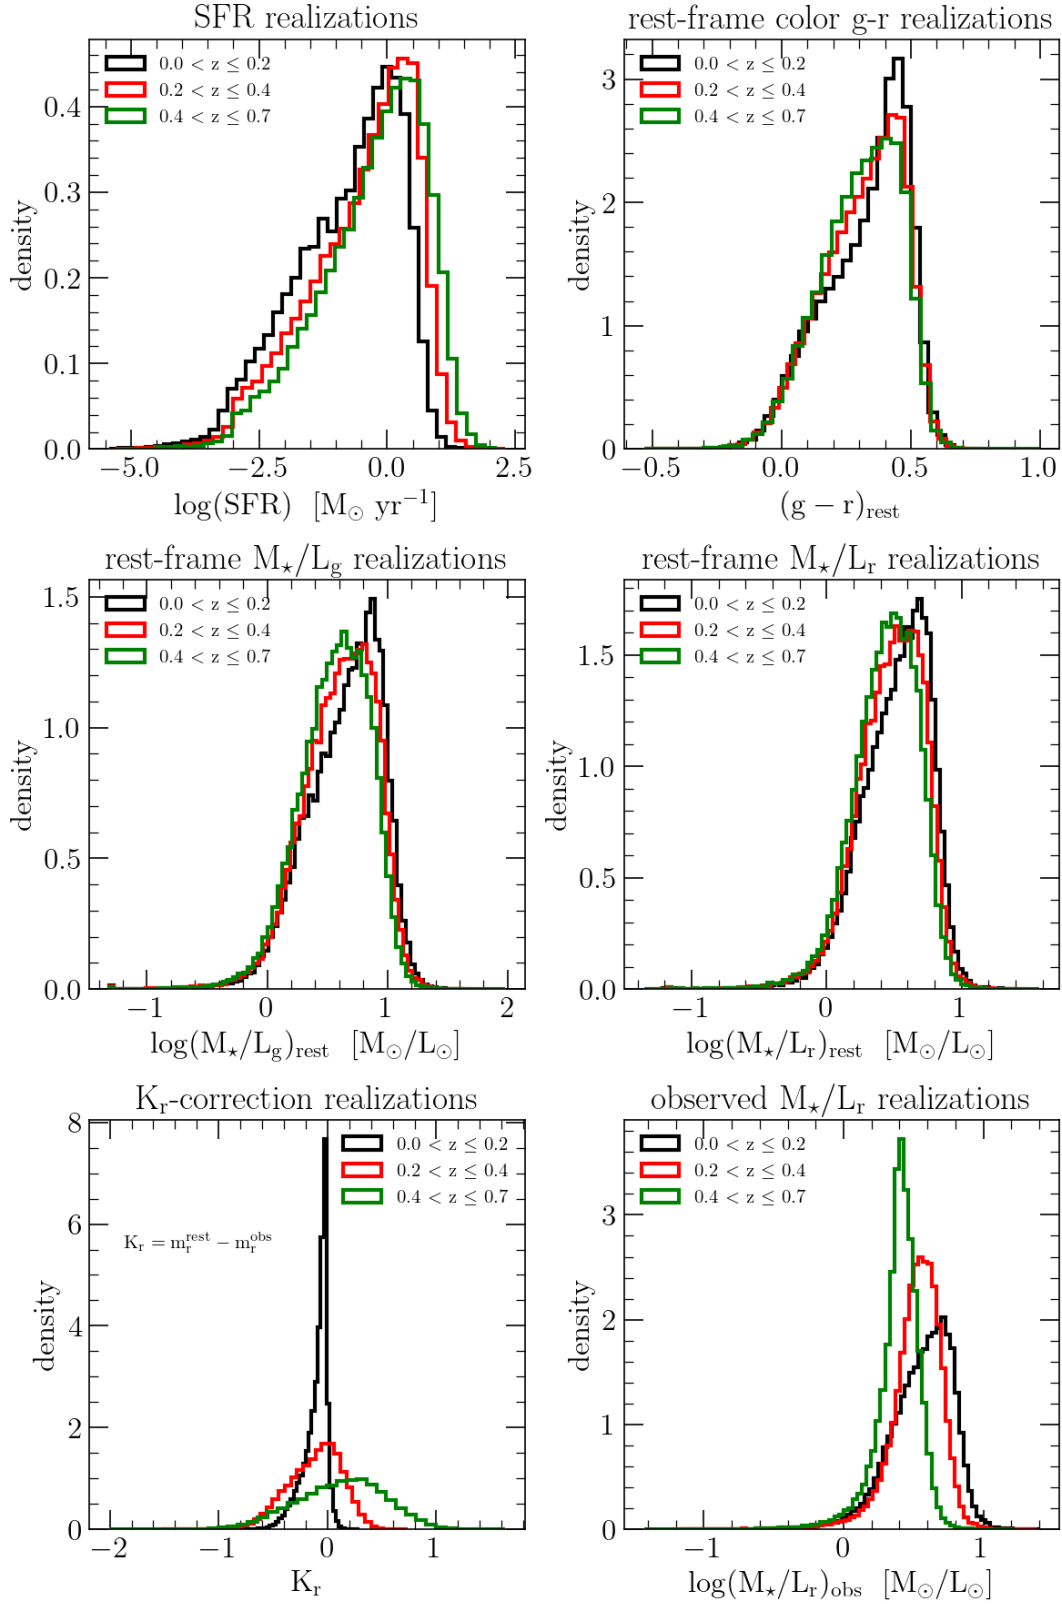 SFR realizations
0.0 < z ≤ 0.2
0.2 < z ≤ 0.4
0.4 < z ≤ 0.7
density
0.4
0.3
0.2
0.1
0.0
−5.0 −2.5 0.0 2.5
log(SFR) [M⊙ yr⁻¹]
rest-frame color g-r realizations
0.0 < z ≤ 0.2
0.2 < z ≤ 0.4
0.4 < z ≤ 0.7
density
3
2
1
0
−0.5 0.0 0.5 1.0
(g − r)rest
rest-frame M⋆/Lg realizations
0.0 < z ≤ 0.2
0.2 < z ≤ 0.4
0.4 < z ≤ 0.7
density
1.5
1.0
0.5
0.0
−1 0 1 2
log(M⋆/Lg)rest [M⊙/L⊙]
rest-frame M⋆/Lr realizations
0.0 < z ≤ 0.2
0.2 < z ≤ 0.4
0.4 < z ≤ 0.7
density
1.5
1.0
0.5
0.0
−1 0 1
log(M⋆/Lr)rest [M⊙/L⊙]
Kr-correction realizations
0.0 < z ≤ 0.2
0.2 < z ≤ 0.4
0.4 < z ≤ 0.7
Kr = mr^rest − mr^obs
density
8
6
4
2
0
−2 −1 0 1
Kr
observed M⋆/Lr realizations
0.0 < z ≤ 0.2
0.2 < z ≤ 0.4
0.4 < z ≤ 0.7
density
3
2
1
0
−1 0 1
log(M⋆/Lr)obs [M⊙/L⊙]